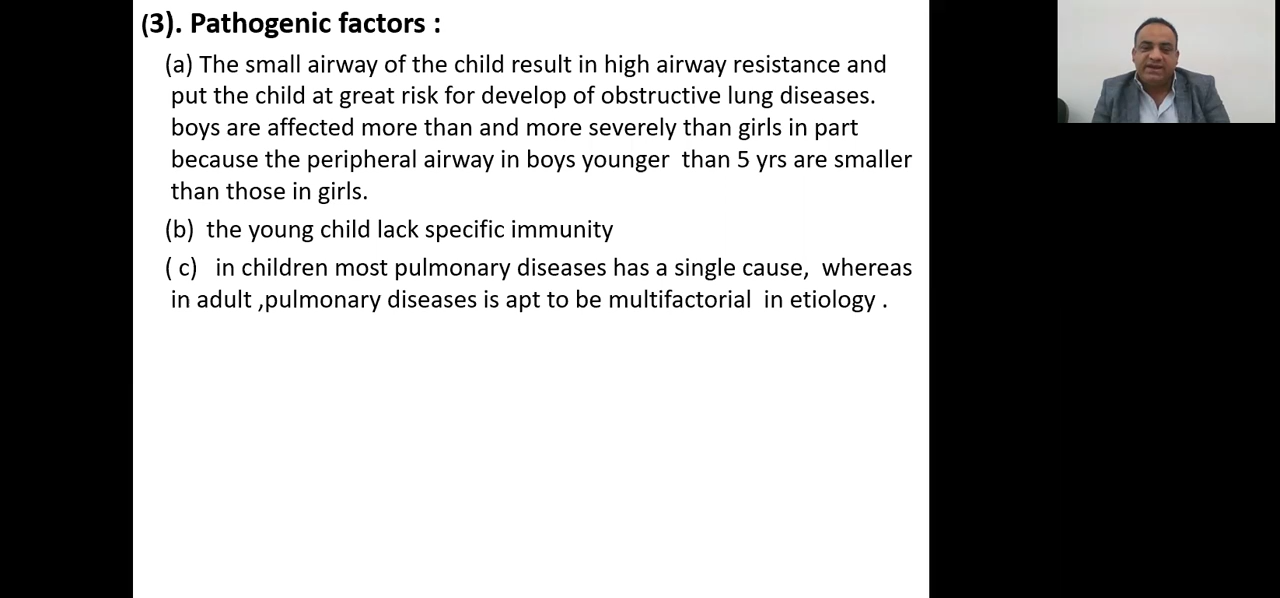 (3). Pathogenic factors :
(a) The small airway of the child result in high airway resistance and
put the child at great risk for develop of obstructive lung diseases.
boys are affected more than and more severely than girls in part
because the peripheral airway in boys younger than 5 yrs are smaller
than those in girls.
(b) the young child lack specific immunity
( c) in children most pulmonary diseases has a single cause, whereas
in adult ,pulmonary diseases is apt to be multifactorial in etiology .